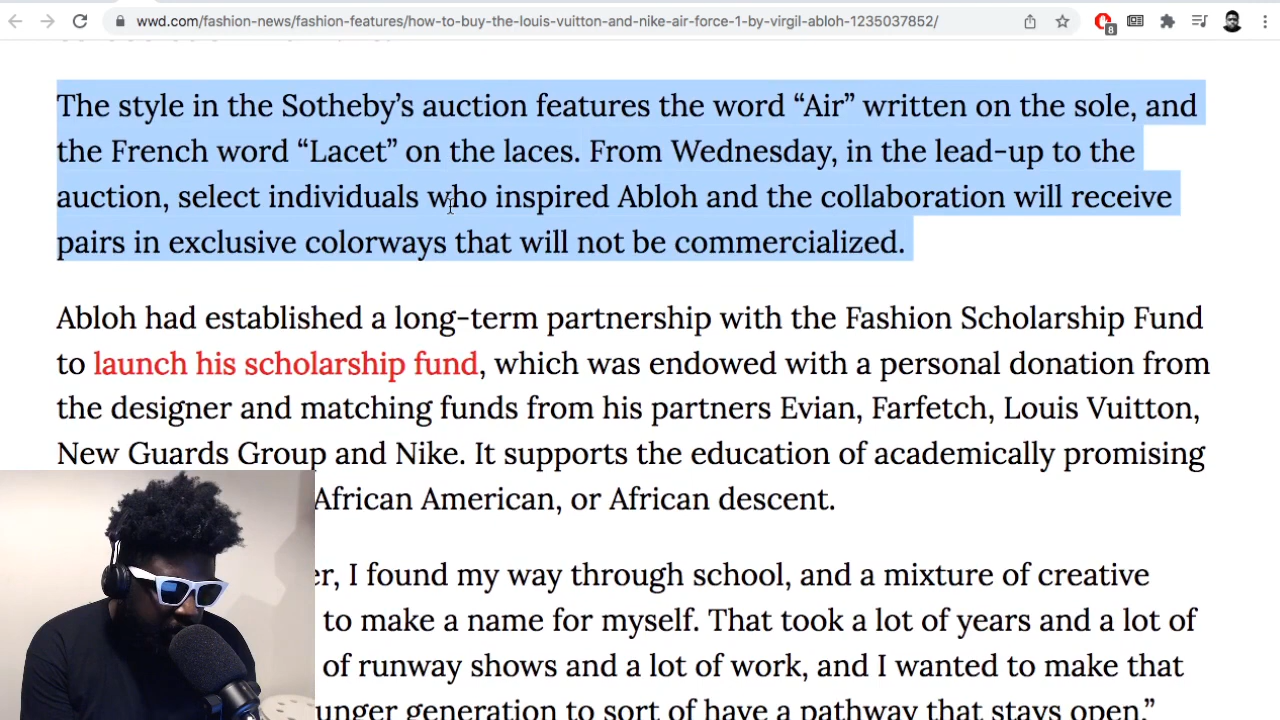 wwd.com/fashion-news/fashion-features/how-to-buy-the-louis-vuitton-and-nike-air-force-1-by-virgil-abloh-1235037852/
8
The style in the Sotheby’s auction features the word “Air” written on the sole, and
the French word “Lacet” on the laces. From Wednesday, in the lead-up to the
auction, select individuals who inspired Abloh and the collaboration will receive
pairs in exclusive colorways that will not be commercialized.
Abloh had established a long-term partnership with the Fashion Scholarship Fund
to launch his scholarship fund, which was endowed with a personal donation from
the designer and matching funds from his partners Evian, Farfetch, Louis Vuitton,
New Guards Group and Nike. It supports the education of academically promising
African American, or African descent.
er, I found my way through school, and a mixture of creative
to make a name for myself. That took a lot of years and a lot of
of runway shows and a lot of work, and I wanted to make that
unger generation to sort of have a pathway that stays open.”